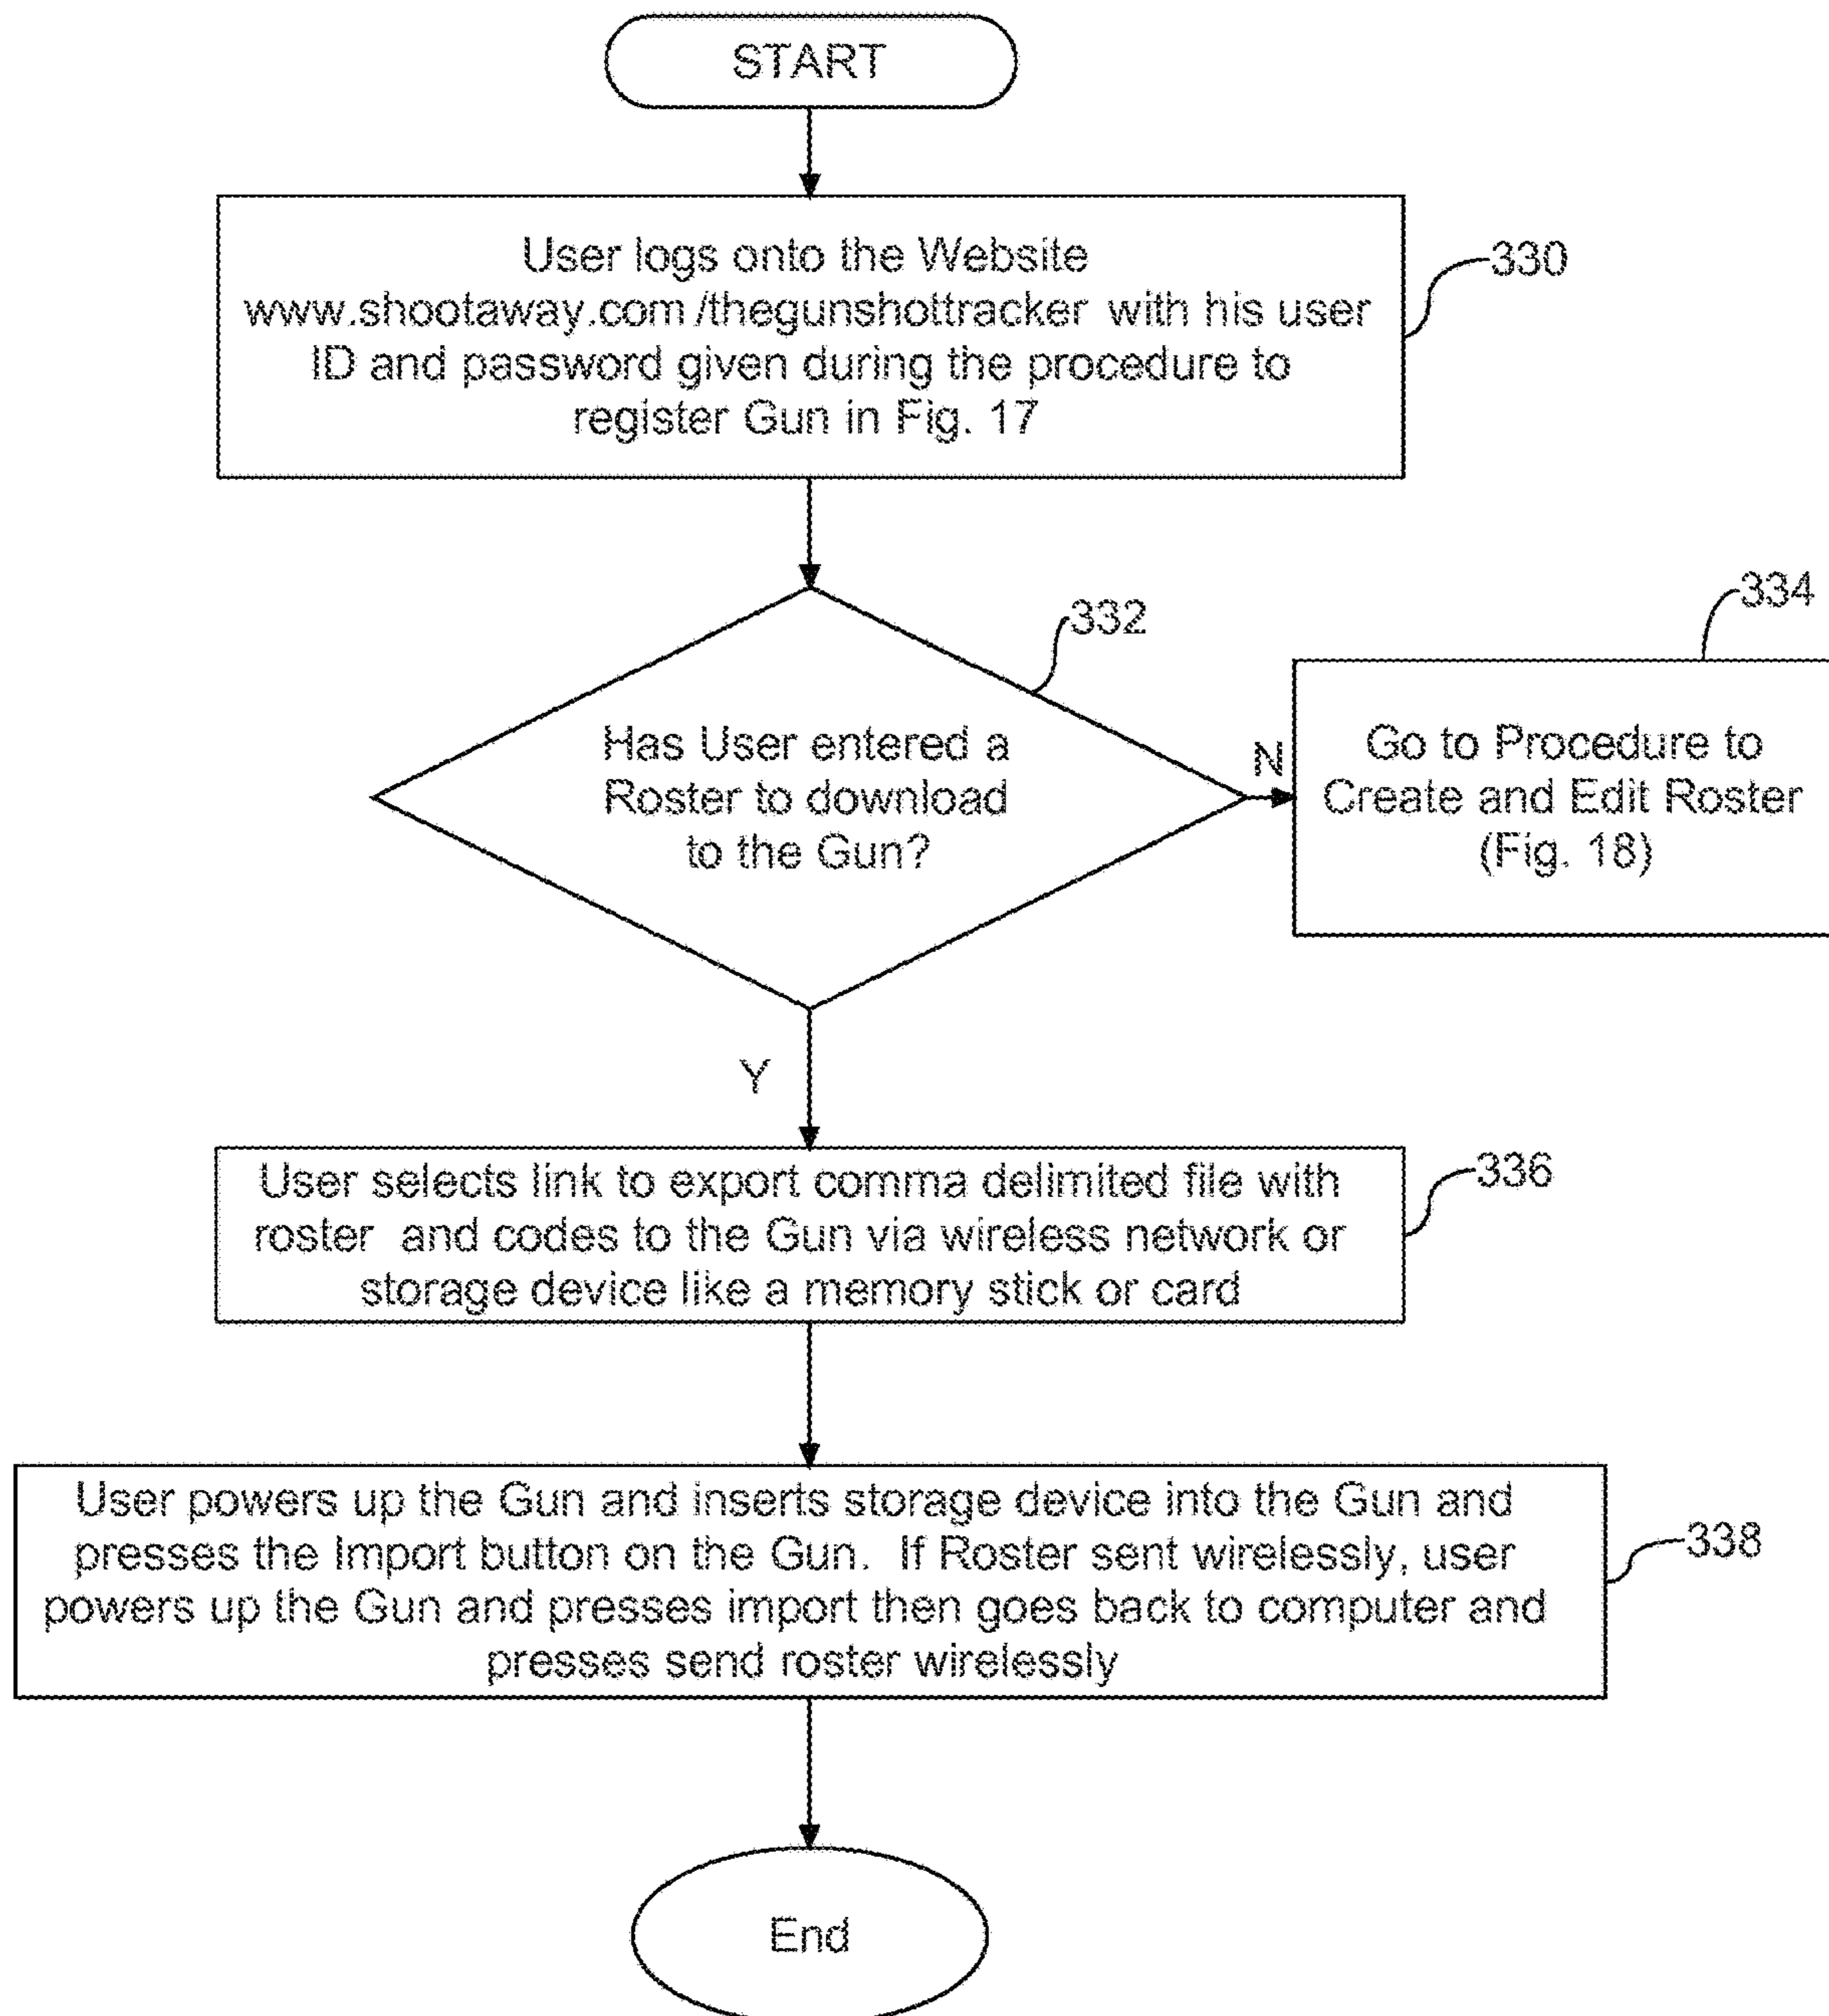 START
User logs onto the Website
www.shootaway.com/thegunshottracker with his user
ID and password given during the procedure to
register Gun in Fig. 17
330
332
Has User entered a
Roster to download
to the Gun?
N
334
Go to Procedure to
Create and Edit Roster
(Fig. 18)
Y
User selects link to export comma delimited file with
roster and codes to the Gun via wireless network or
storage device like a memory stick or card
336
User powers up the Gun and inserts storage device into the Gun and
presses the Import button on the Gun. If Roster sent wirelessly, user
powers up the Gun and presses import then goes back to computer and
presses send roster wirelessly
338
End